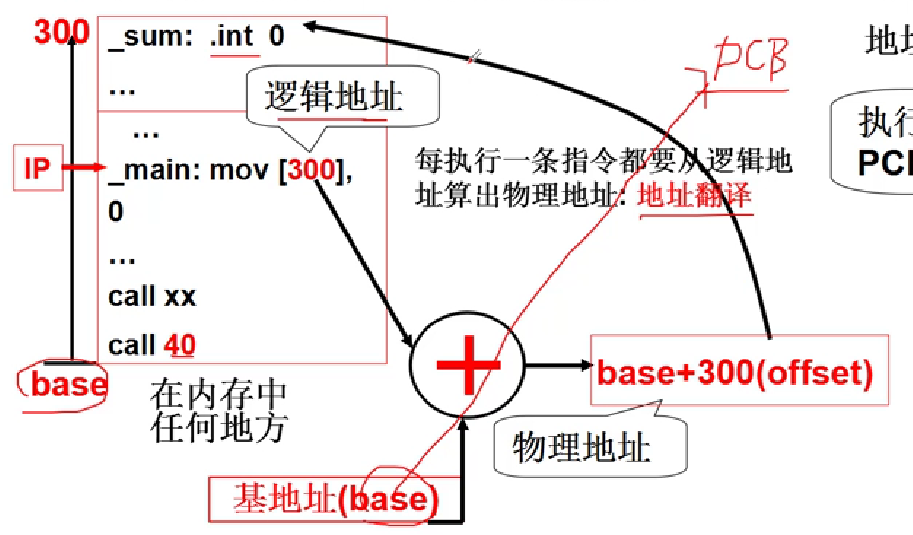 300
_sum: .int 0
...
逻辑地址
...
IP
_main: mov [300],
0
...
call xx
call 40
base
在内存中
任何地方
PCB
每执行一条指令都要从逻辑地
址算出物理地址: 地址翻译
+
base+300(offset)
物理地址
基地址(base)
执行